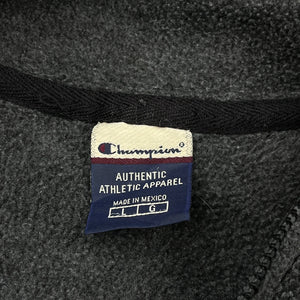 Champion®
AUTHENTIC
ATHLETIC APPAREL
MADE IN MEXICO
L G